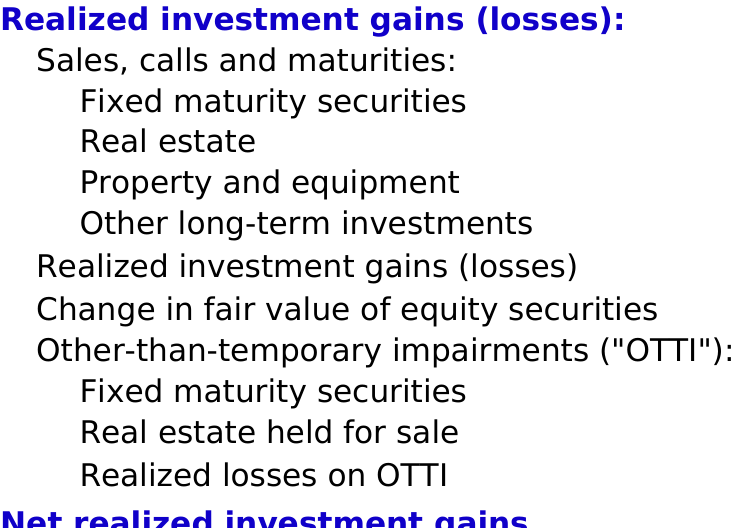 Realized investment gains (losses):
Sales, calls and maturities:
Fixed maturity securities
Real estate
Property and equipment
Other long-term investments
Realized investment gains (losses)
Change in fair value of equity securities
Other-than-temporary impairments ("OTTI"):
Fixed maturity securities
Real estate held for sale
Realized losses on OTTI
Net realized investment gains